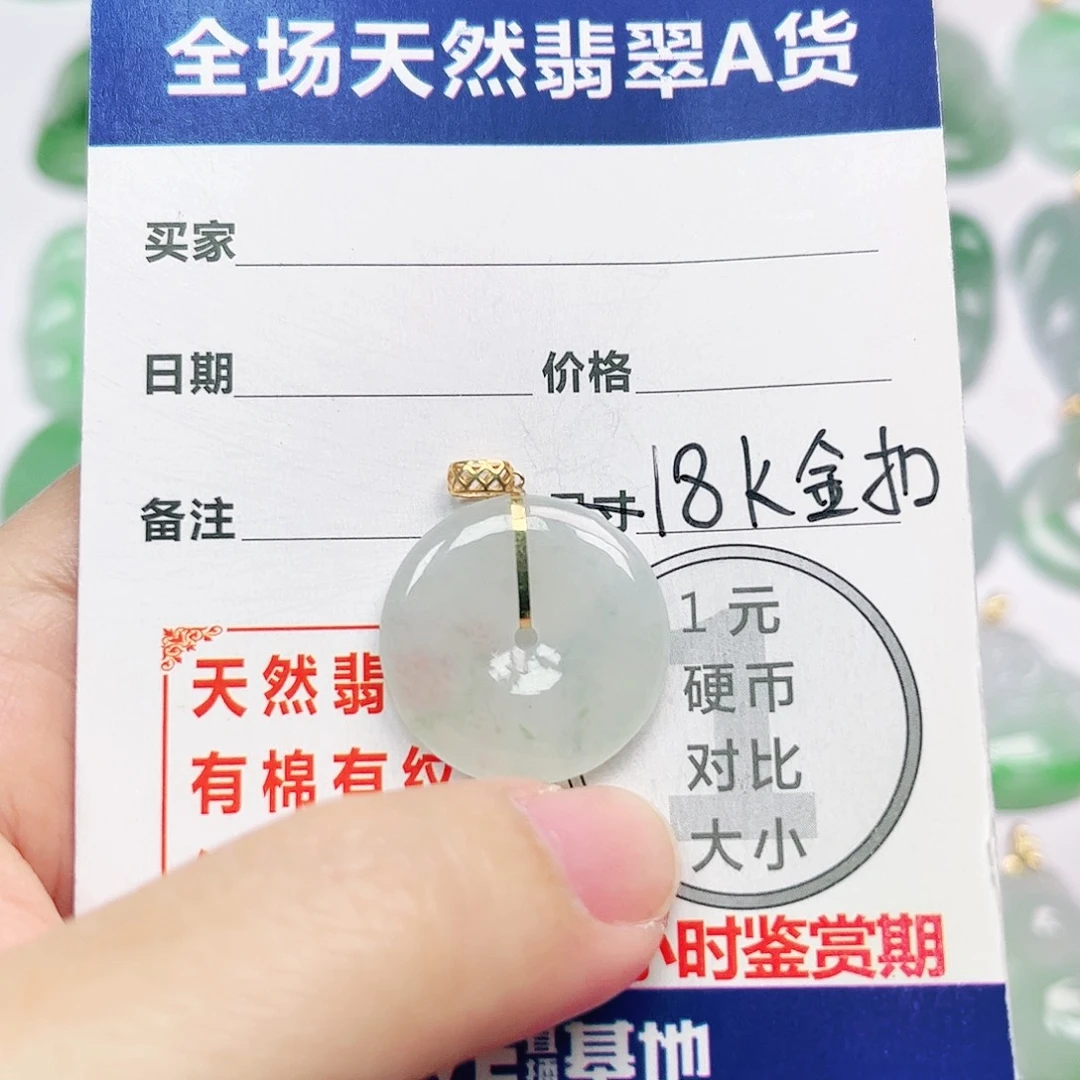 全场天然翡翠A货
买家
日期 价格
备注 尺寸 18K金扣
1元
硬币
对比
大小
天然翡
有棉有纹
小时鉴赏期
基地